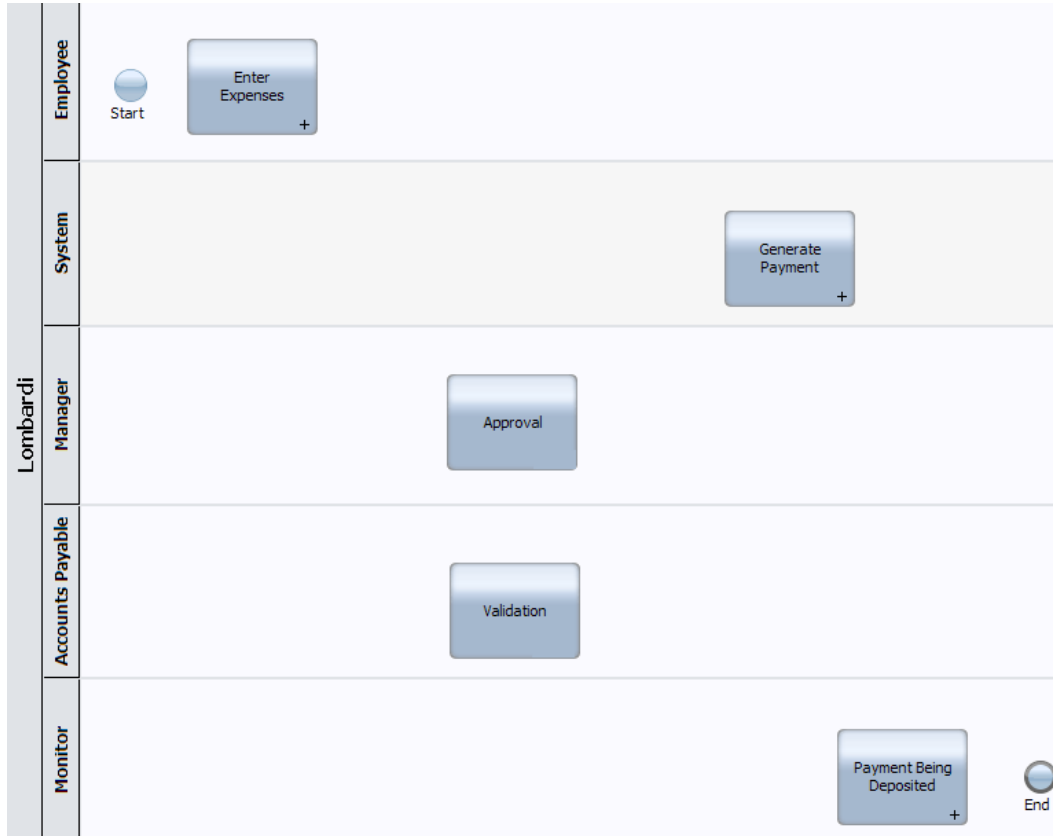 Lombardi
Employee
Start
Enter
Expenses
+
System
Generate
Payment
+
Manager
Approval
Accounts Payable
Validation
Monitor
Payment Being
Deposited
+
End